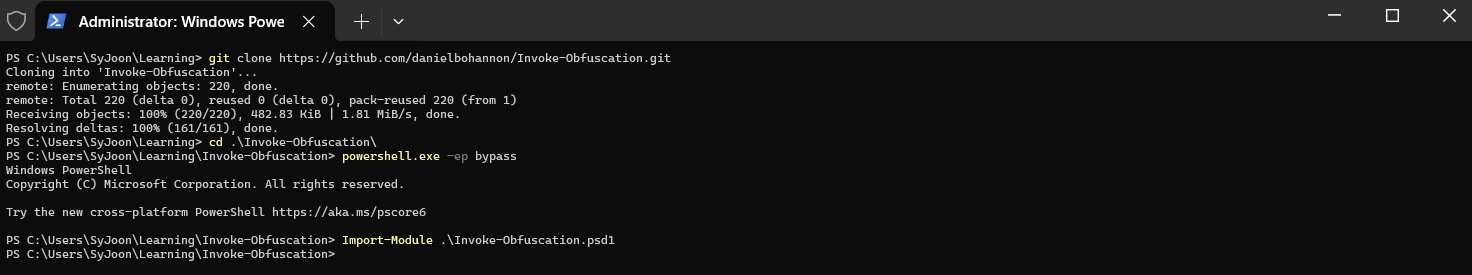 Administrator: Windows Powe
PS C:\Users\SyJoon\Learning> git clone https://github.com/danielbohannon/Invoke-Obfuscation.git
Cloning into 'Invoke-Obfuscation'...
remote: Enumerating objects: 220, done.
remote: Total 220 (delta 0), reused 0 (delta 0), pack-reused 220 (from 1)
Receiving objects: 100% (220/220), 482.83 KiB | 1.81 MiB/s, done.
Resolving deltas: 100% (161/161), done.
PS C:\Users\SyJoon\Learning> cd .\Invoke-Obfuscation\
PS C:\Users\SyJoon\Learning\Invoke-Obfuscation> powershell.exe -ep bypass
Windows PowerShell
Copyright (C) Microsoft Corporation. All rights reserved.
Try the new cross-platform PowerShell https://aka.ms/pscore6
PS C:\Users\SyJoon\Learning\Invoke-Obfuscation> Import-Module .\Invoke-Obfuscation.psd1
PS C:\Users\SyJoon\Learning\Invoke-Obfuscation>